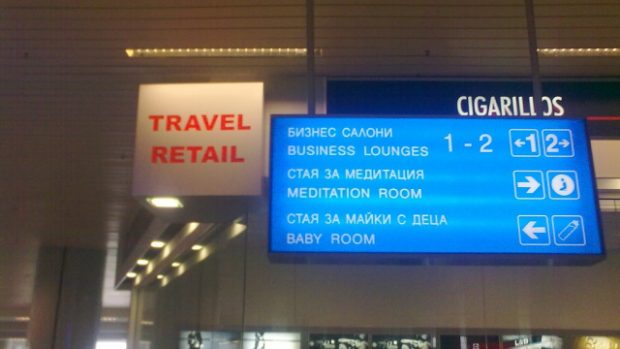 CIGARILLOS
TRAVEL
RETAIL
БИЗНЕС САЛОНИ
BUSINESS LOUNGES 1 - 2 ←1 2→
СТАЯ ЗА МЕДИТАЦИЯ
MEDITATION ROOM
СТАЯ ЗА МАЙКИ С ДЕЦА
BABY ROOM